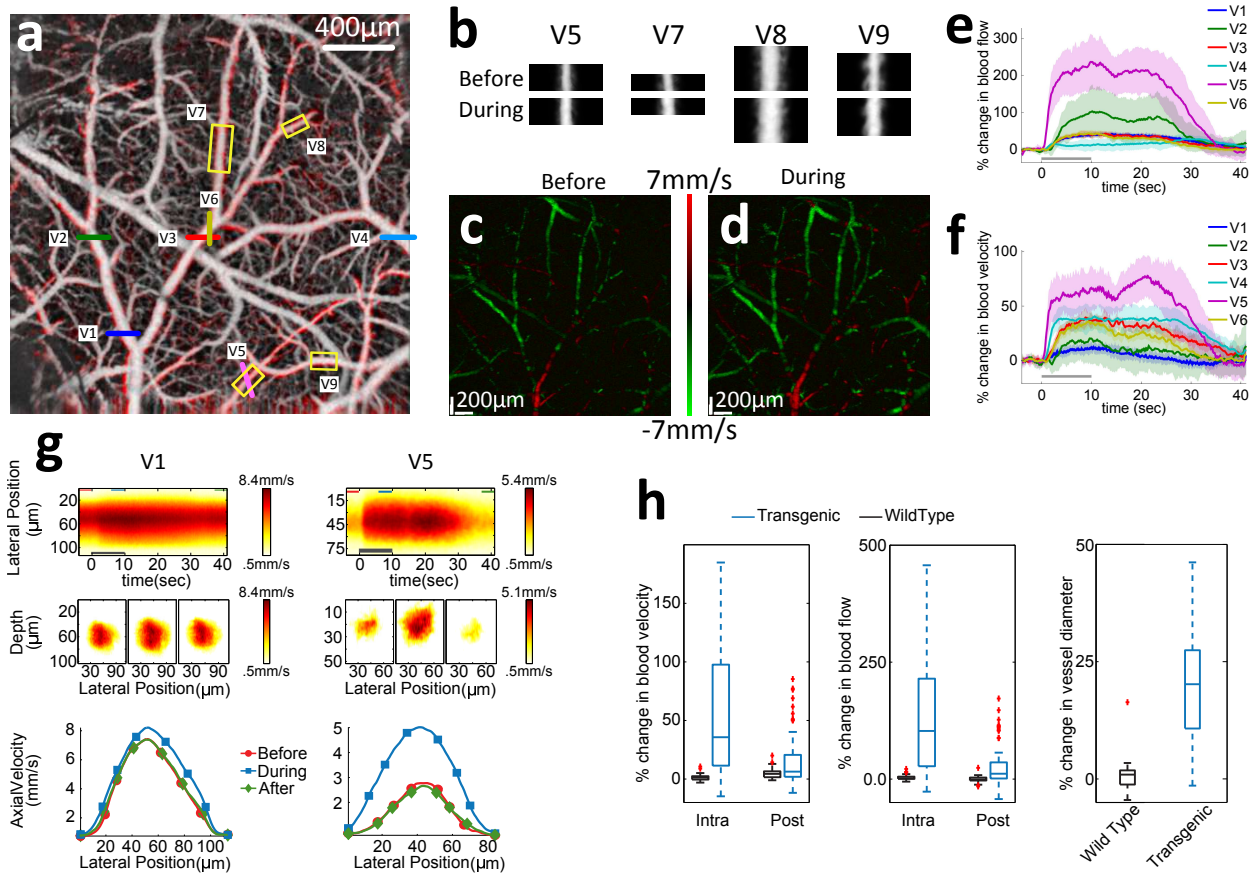 a
400µm
V7
V8
V6
V2
V3
V4
V1
V5
V9
b
V5 V7 V8 V9
Before
During
Before 7mm/s During
c
d
200µm
200µm
-7mm/s
e
% change in blood flow
300
200
100
0
0 10 20 30 40
time (sec)
V1
V2
V3
V4
V5
V6
f
% change in blood velocity
100
50
0
0 10 20 30 40
time (sec)
V1
V2
V3
V4
V5
V6
g
V1
Lateral Position
(µm)
20
60
100
0 10 20 30 40
time(sec)
8.4mm/s
.5mm/s
V5
15
45
75
0 10 20 30 40
time(sec)
5.4mm/s
.5mm/s
Depth
(µm)
20
60
100
30 90 30 90 30 90
Lateral Position(µm)
8.4mm/s
.5mm/s
10
30
50
30 60 30 60 30 60
Lateral Position(µm)
5.1mm/s
.5mm/s
AxialVelocity
(mm/s)
8
6
4
2
20 40 60 80 100
Lateral Position
(µm)
5
4
3
2
0 20 40 60 80
Lateral Position
(µm)
Before
During
After
h
Transgenic WildType
% change in blood velocity
150
100
50
0
Intra Post
% change in blood flow
500
250
0.0
Intra Post
% change in vessel diameter
50
25
0
Wild Type
Transgenic